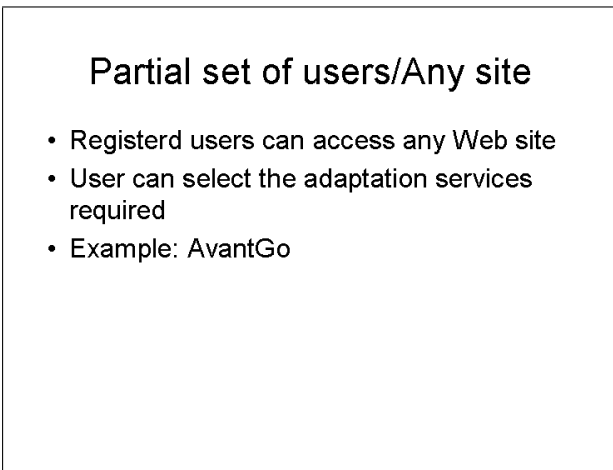 Partial set of users/Any site
• Registerd users can access any Web site
• User can select the adaptation services
required
• Example: AvantGo